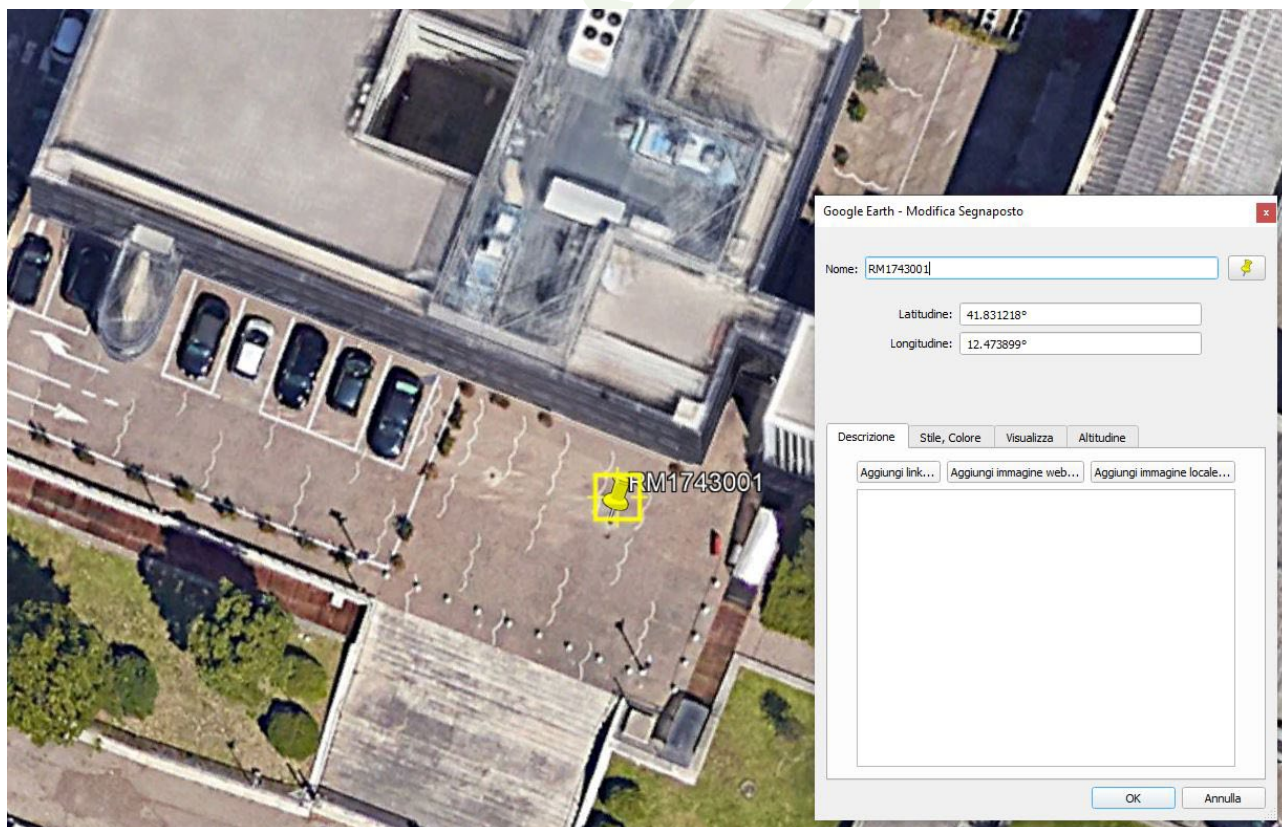 Google Earth - Modifica Segnaposto
x
Nome: RM1743001
Latitudine: 41.831218°
Longitudine: 12.473899°
Descrizione Stile, Colore Visualizza Altitudine
Aggiungi link... Aggiungi immagine web... Aggiungi immagine locale...
RM1743001
OK Annulla